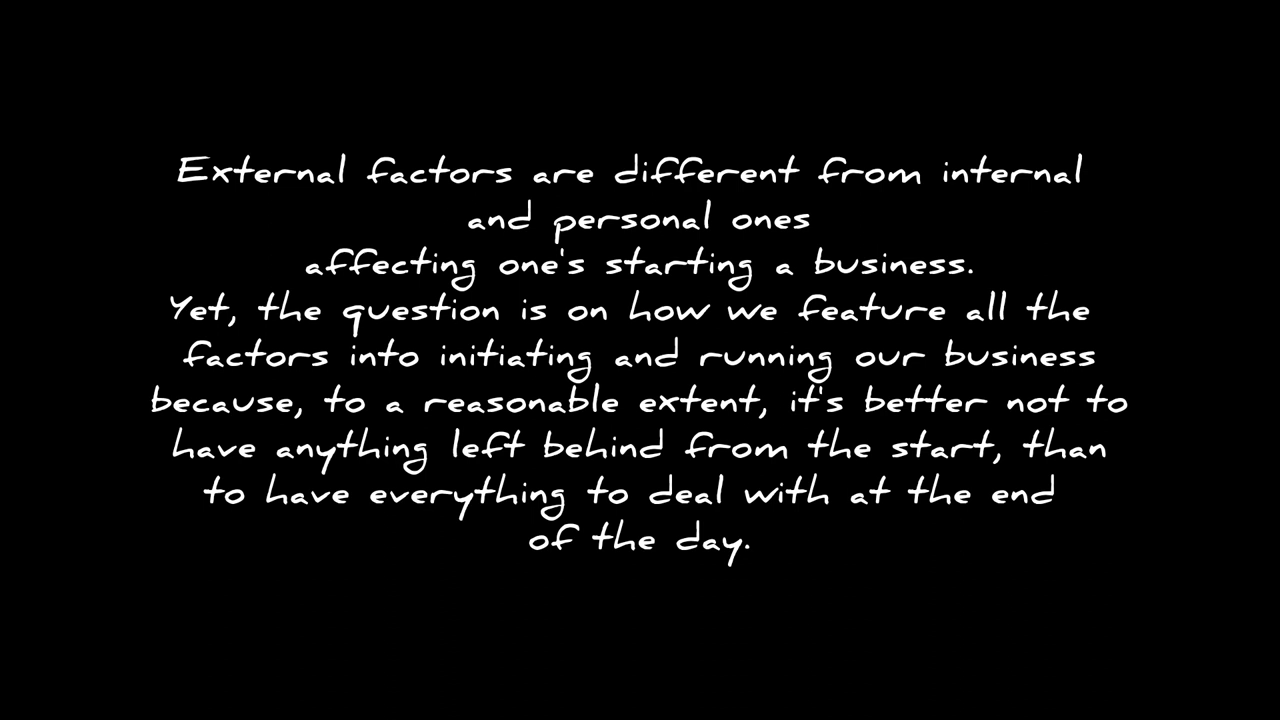 External factors are different from internal
and personal ones
affecting one's starting a business.
Yet, the question is on how we feature all the
factors into initiating and running our business
because, to a reasonable extent, it's better not to
have anything left behind from the start, than
to have everything to deal with at the end
of the day.